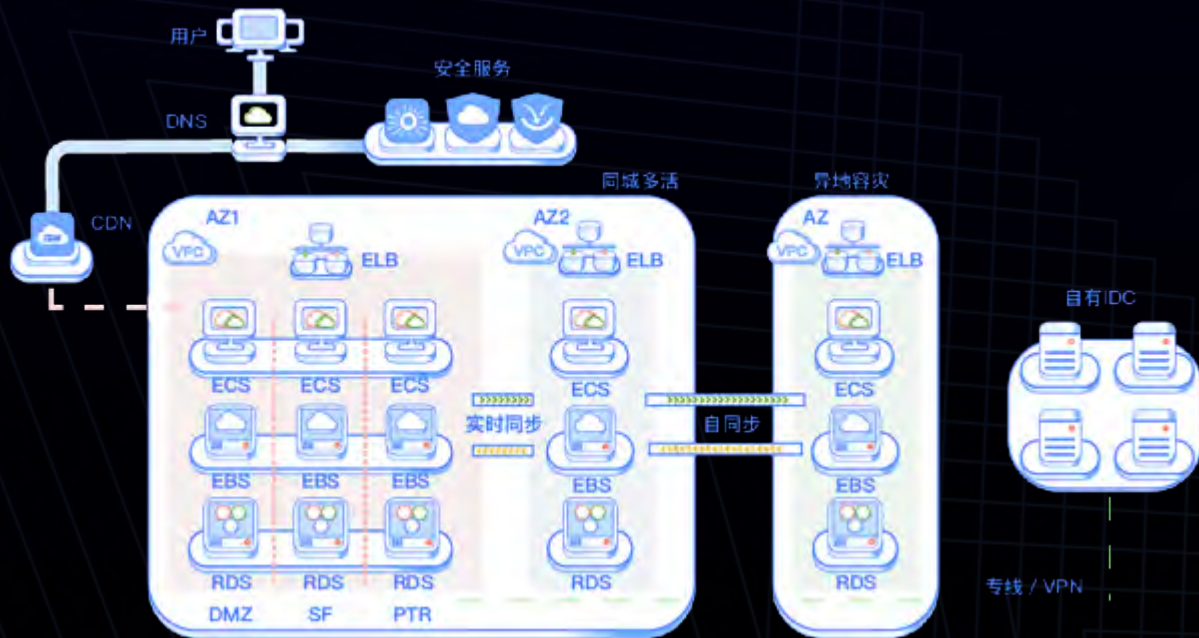 用户
安全服务
DNS
同城多活
异地容灾
CDN
AZ1
AZ2
AZ
VPC
ELB
VPC
ELB
VPC
ELB
自有IDC
ECS
ECS
ECS
ECS
ECS
实时同步
自同步
EBS
EBS
EBS
EBS
EBS
RDS
RDS
RDS
RDS
RDS
专线 / VPN
DMZ
SF
PTR